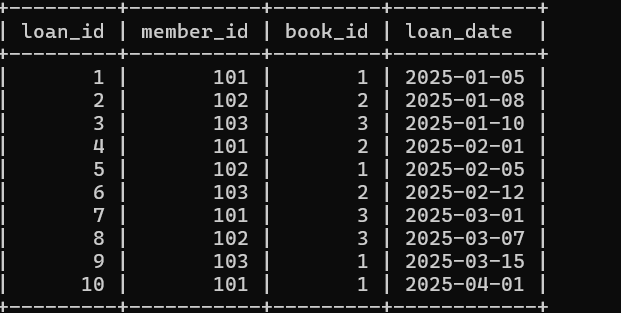 +---------+-----------+---------+------------+
| loan_id | member_id | book_id | loan_date  |
+---------+-----------+---------+------------+
|       1 |       101 |       1 | 2025-01-05 |
|       2 |       102 |       2 | 2025-01-08 |
|       3 |       103 |       3 | 2025-01-10 |
|       4 |       101 |       2 | 2025-02-01 |
|       5 |       102 |       1 | 2025-02-05 |
|       6 |       103 |       2 | 2025-02-12 |
|       7 |       101 |       3 | 2025-03-01 |
|       8 |       102 |       3 | 2025-03-07 |
|       9 |       103 |       1 | 2025-03-15 |
|      10 |       101 |       1 | 2025-04-01 |
+---------+-----------+---------+------------+